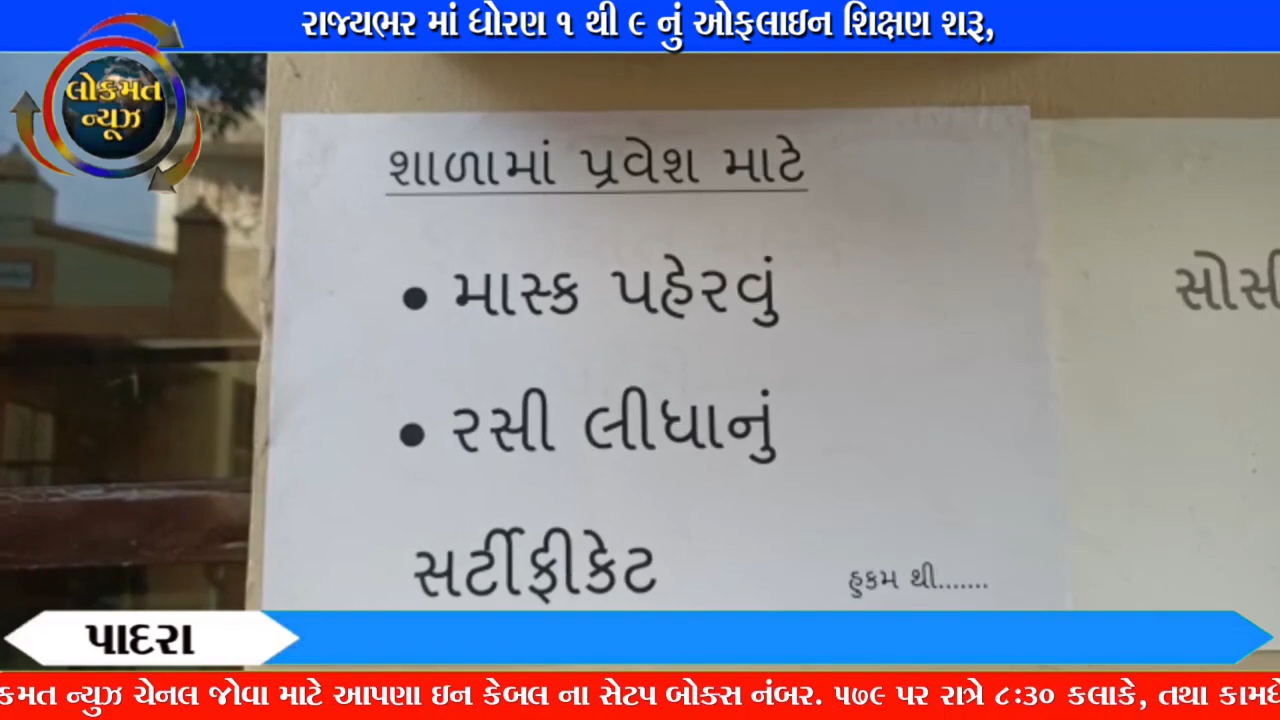 રાજ્યભર માં ધોરણ ૧ થી ૯ નું ઓફલાઇન શિક્ષણ શરૂ,
લોકમત
ન્યૂઝ
શાળામાં પ્રવેશ માટે
• માસ્ક પહેરવું
• રસી લીધાનું
સર્ટીફીકેટ
હુકમ થી.......
પાદરા
ન્યુઝ ચેનલ જોવા માટે આપણા ઇન કેબલ ના સેટપ બોક્સ નંબર. ૫૭૯ પર રાત્રે ૮:૩૦ કલાકે, તથા